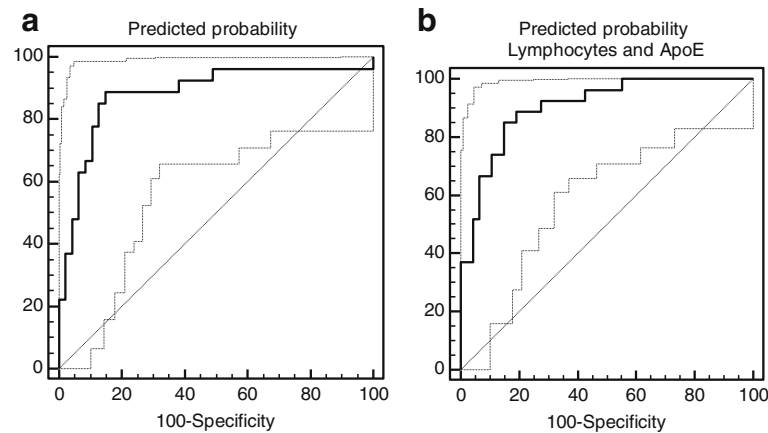 a
Predicted probability
100
80
60
40
20
0
0 20 40 60 80 100
100-Specificity
b
Predicted probability
Lymphocytes and ApoE
100
80
60
40
20
0
0 20 40 60 80 100
100-Specificity